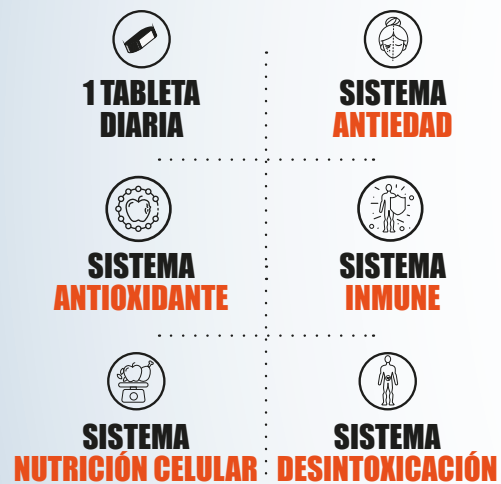 1 TABLETA
DIARIA
SISTEMA
ANTIEDAD
SISTEMA
ANTIOXIDANTE
SISTEMA
INMUNE
SISTEMA
NUTRICIÓN CELULAR
SISTEMA
DESINTOXICACIÓN